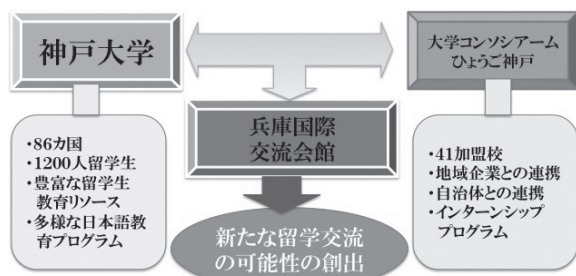 神戸大学
大学コンソシアーム
ひょうご神戸
兵庫国際
交流会館
・86カ国
・1200人留学生
・豊富な留学生
教育リソース
・多様な日本語教
育プログラム
・41加盟校
・地域企業との連携
・自治体との連携
・インターンシップ
プログラム
新たな留学交流
の可能性の創出